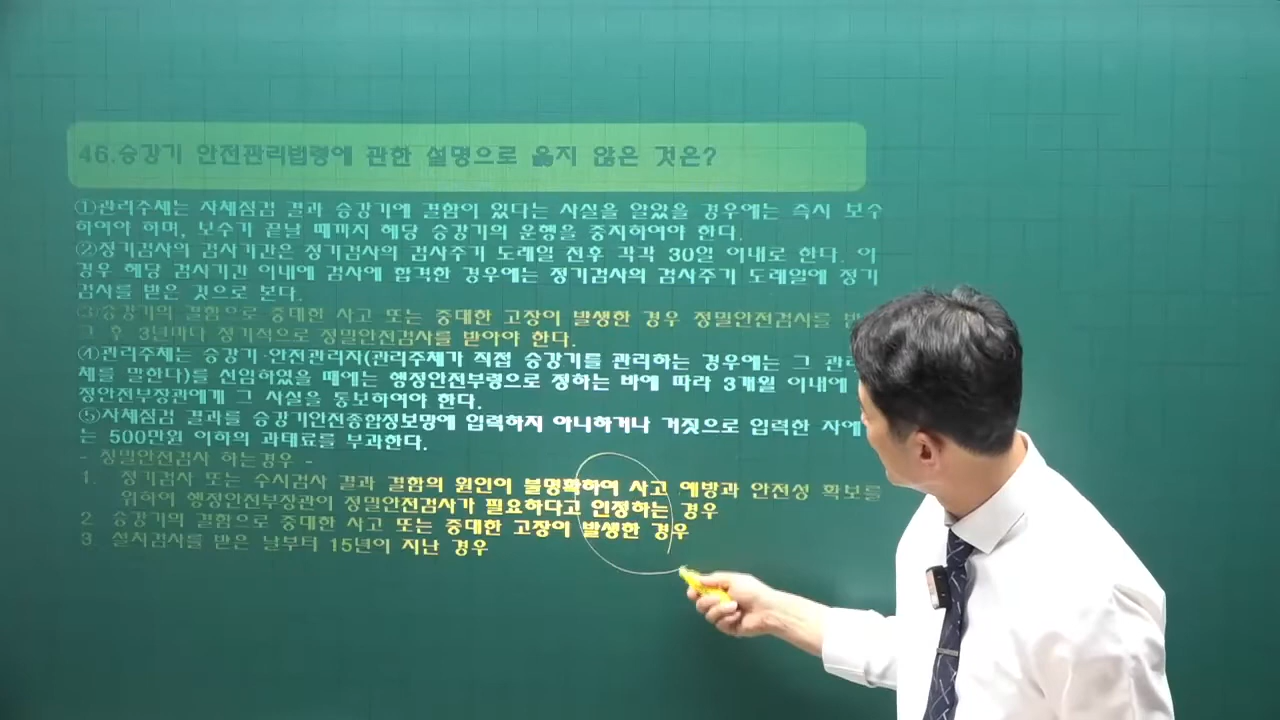 46.승강기 안전관리법령에 관한 설명으로 옳지 않은 것은?
①관리주체는 자체점검 결과 승강기에 결함이 있다는 사실을 알았을 경우에는 즉시 보수
하여야 하며, 보수가 끝날 때까지 해당 승강기의 운행을 중지하여야 한다.
②정기검사의 검사기간은 정기검사의 검사주기 도래일 전후 각각 30일 이내로 한다. 이
경우 해당 검사기간 이내에 검사에 합격한 경우에는 정기검사의 검사주기 도래일에 정기
검사를 받은 것으로 본다.
③승강기의 결함으로 중대한 사고 또는 중대한 고장이 발생한 경우 정밀안전검사를
그 후 3년마다 정기적으로 정밀안전검사를 받아야 한다.
④관리주체는 승강기 안전관리자(관리주체가 직접 승강기를 관리하는 경우에는 그
체를 말한다)를 선임하였을 때에는 행정안전부령으로 정하는 바에 따라 3개월 이내에
정안전부장관에게 그 사실을 통보하여야 한다.
⑤자체점검 결과를 승강기안전종합정보망에 입력하지 아니하거나 거짓으로 입력한 자에
는 500만원 이하의 과태료를 부과한다.
- 정밀안전검사 하는경우 -
1. 정기검사 또는 수시검사 결과 결함의 원인이 불명확하여 사고 예방과 안전성 확보를
위하여 행정안전부장관이 정밀안전검사가 필요하다고 인정하는 경우
2. 승강기의 결함으로 중대한 사고 또는 중대한 고장이 발생한 경우
3. 설치검사를 받은 날부터 15년이 지난 경우